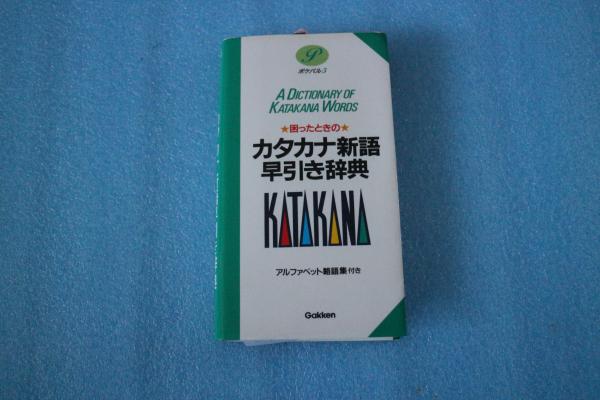 P
ポケパル3
A DICTIONARY OF
KATAKANA WORDS
★困ったときの★
カタカナ新語
早引き辞典
KATAKANA
アルファベット略語集付き
Gakken